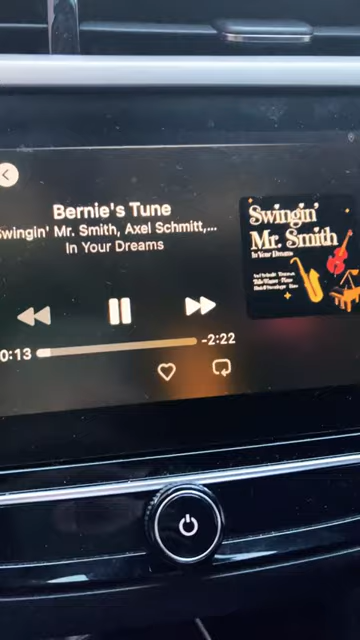 Bernie's Tune
Swingin' Mr. Smith, Axel Schmitt,...
In Your Dreams
0:13
-2:22
Swingin'
Mr. Smith
In Your Dreams